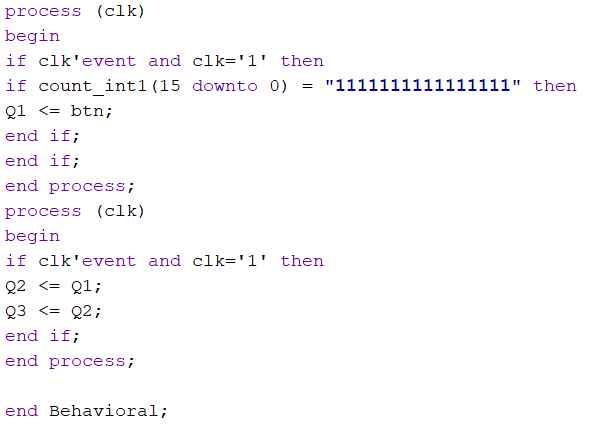 process (clk)
begin
if clk'event and clk='1' then
if count_int1(15 downto 0) = "1111111111111111" then
Q1 <= btn;
end if;
end if;
end process;
process (clk)
begin
if clk'event and clk='1' then
Q2 <= Q1;
Q3 <= Q2;
end if;
end process;
end Behavioral;